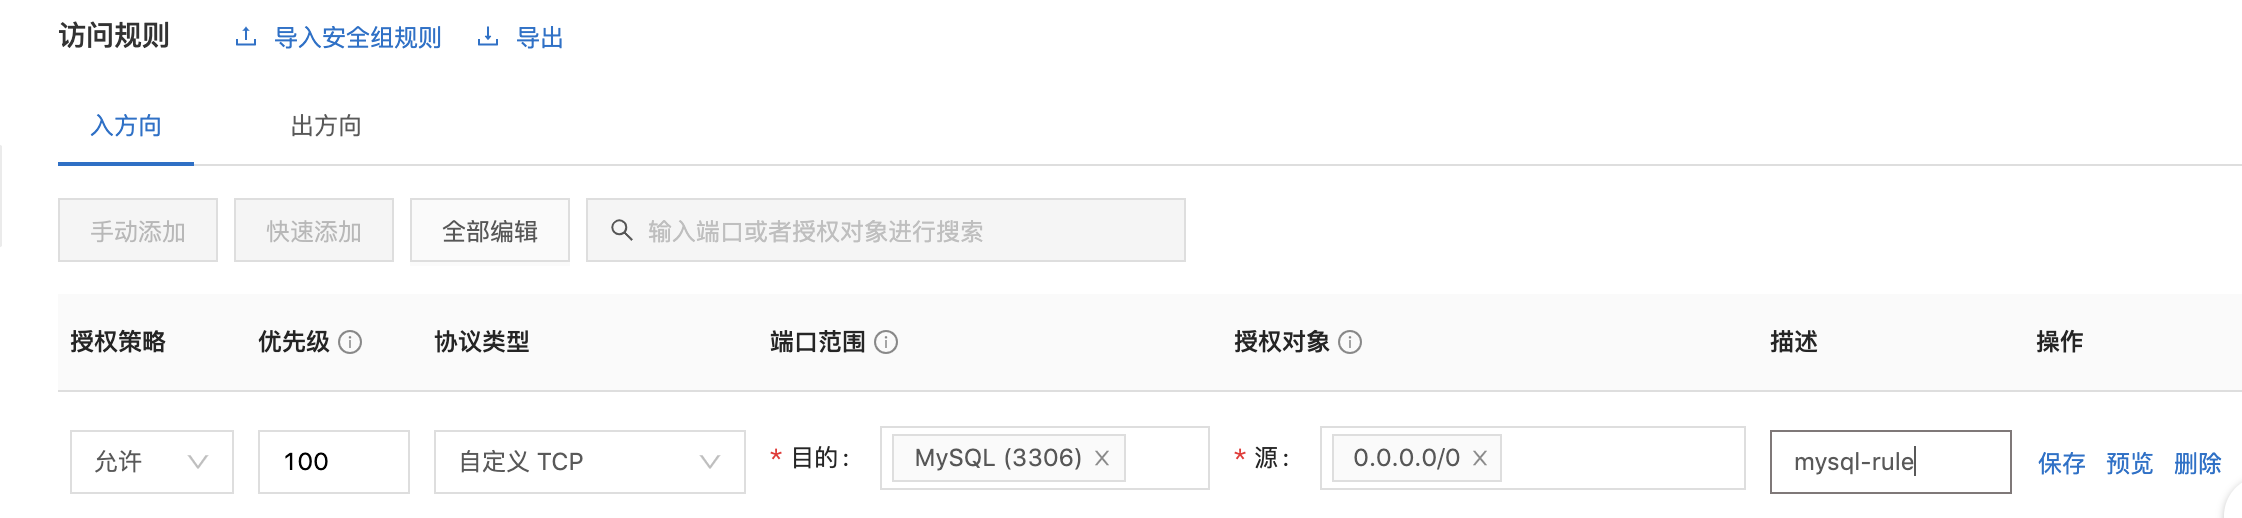 访问规则 导入安全组规则 导出
入方向 出方向
手动添加 快速添加 全部编辑 输入端口或者授权对象进行搜索
授权策略 优先级 协议类型 端口范围 授权对象 描述 操作
允许 100 自定义 TCP * 目的: MySQL (3306) * 源: 0.0.0.0/0 mysql-rule 保存 预览 删除